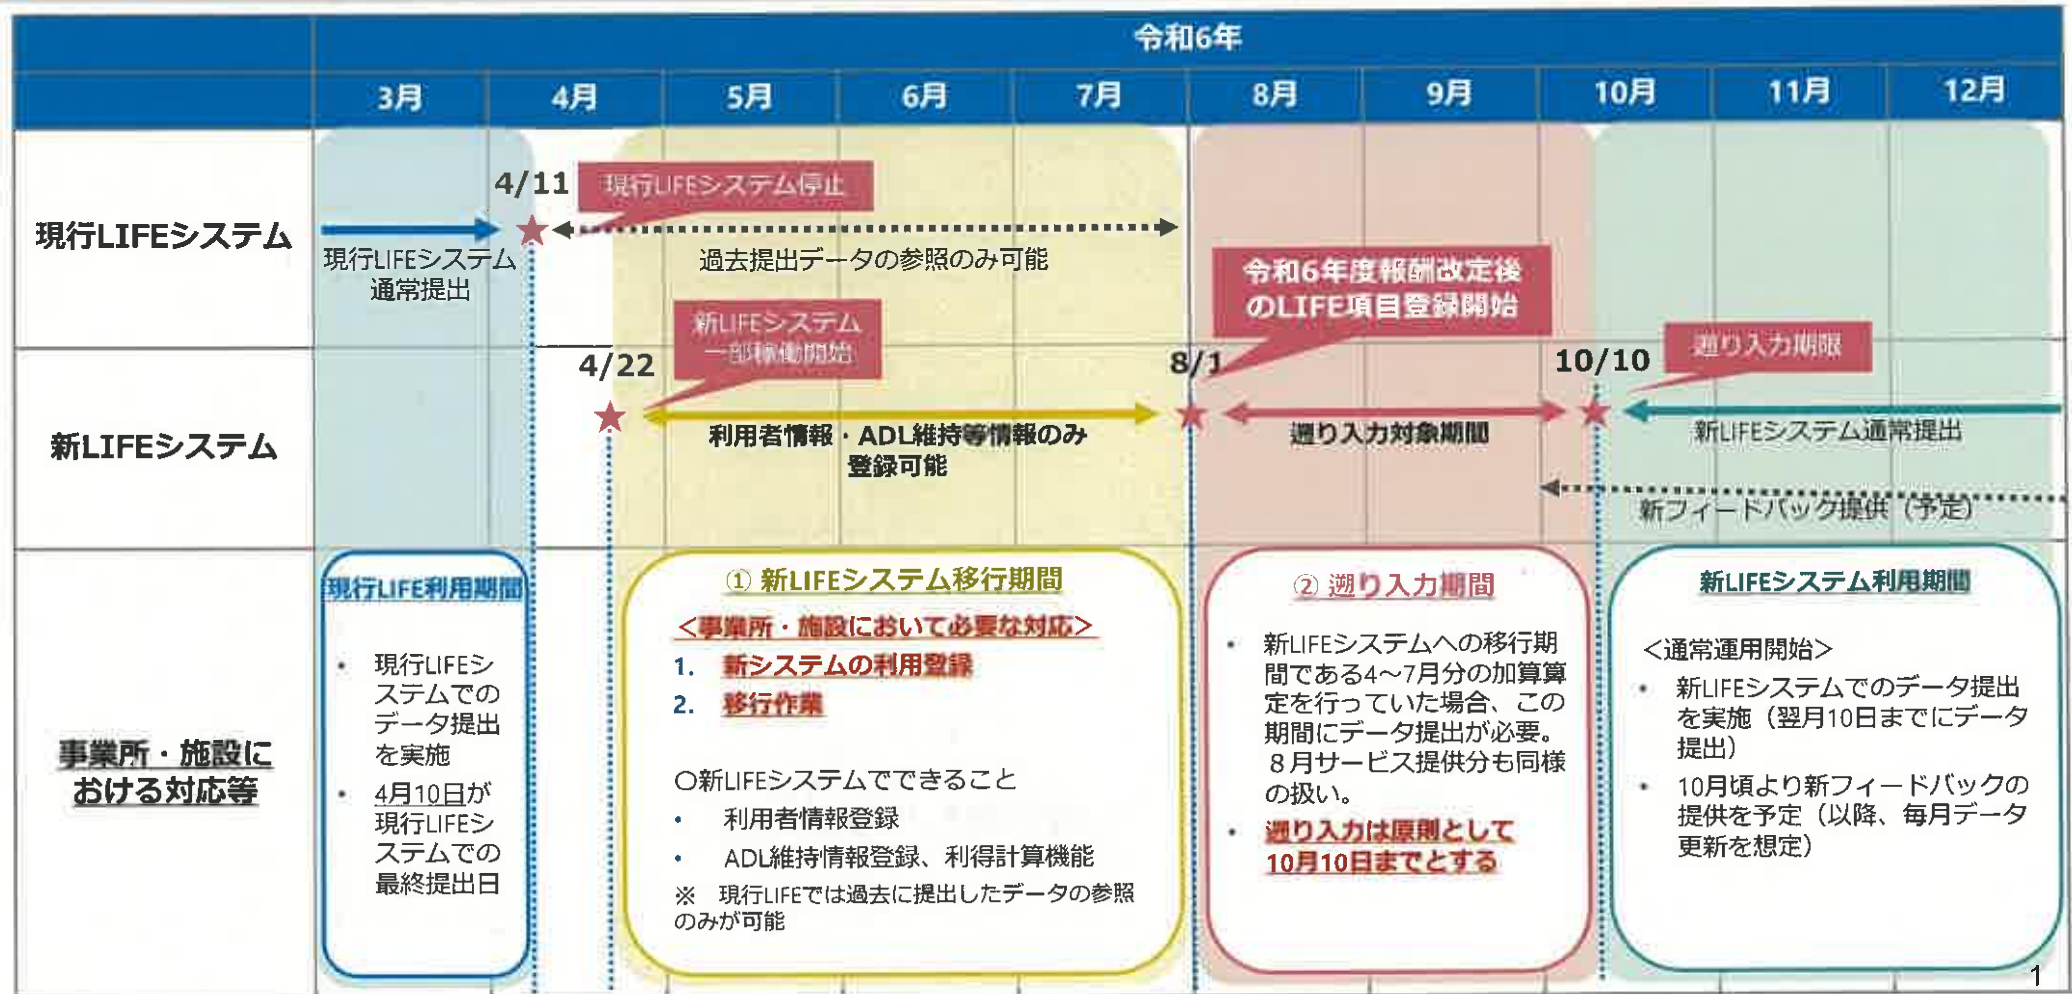 令和6年
3月 4月 5月 6月 7月 8月 9月 10月 11月 12月
現行LIFEシステム
4/11
現行LIFEシステム停止
現行LIFEシステム
通常提出
過去提出データの参照のみ可能
令和6年度報酬改定後
のLIFE項目登録開始
新LIFEシステム
4/22
新LIFEシステム
一部稼働開始
利用者情報・ADL維持等情報のみ
登録可能
8/1
遡り入力対象期間
10/10
遡り入力期限
新LIFEシステム通常提出
新フィードバック提供（予定）
事業所・施設に
おける対応等
現行LIFE利用期間
• 現行LIFEシ
ステムでの
データ提出
を実施
• 4月10日が
現行LIFEシ
ステムでの
最終提出日
① 新LIFEシステム移行期間
＜事業所・施設において必要な対応＞
1. 新システムの利用登録
2. 移行作業
〇新LIFEシステムでできること
• 利用者情報登録
• ADL維持情報登録、利得計算機能
※ 現行LIFEでは過去に提出したデータの参照
のみが可能
② 遡り入力期間
• 新LIFEシステムへの移行期
間である4～7月分の加算算
定を行っていた場合、この
期間にデータ提出が必要。
８月サービス提供分も同様
の扱い。
• 遡り入力は原則として
10月10日までとする
新LIFEシステム利用期間
＜通常運用開始＞
• 新LIFEシステムでのデータ提出
を実施（翌月10日までにデータ
提出）
• 10月頃より新フィードバックの
提供を予定（以降、毎月データ
更新を想定）
1